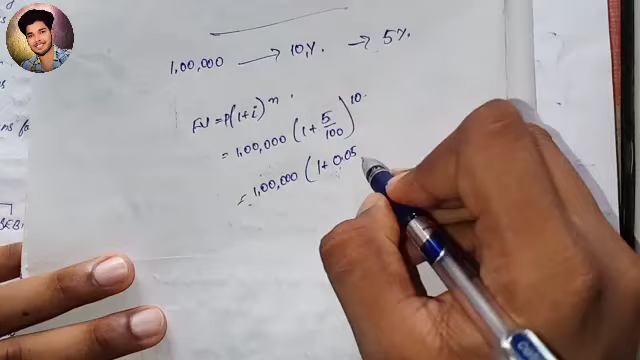 1,00,000 → 10.y. → 5%.
FV = P(1+i)^n.
= 1,00,000 (1 + 5/100)^10.
= 1,00,000 (1 + 0.05